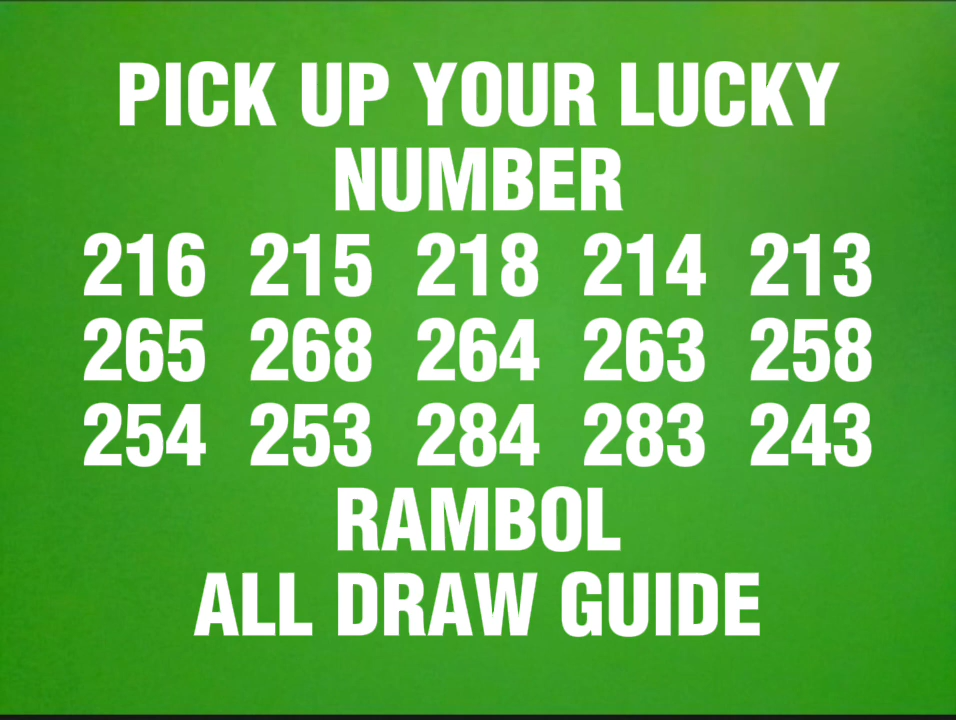 PICK UP YOUR LUCKY
NUMBER
216 215 218 214 213
265 268 264 263 258
254 253 284 283 243
RAMBOL
ALL DRAW GUIDE